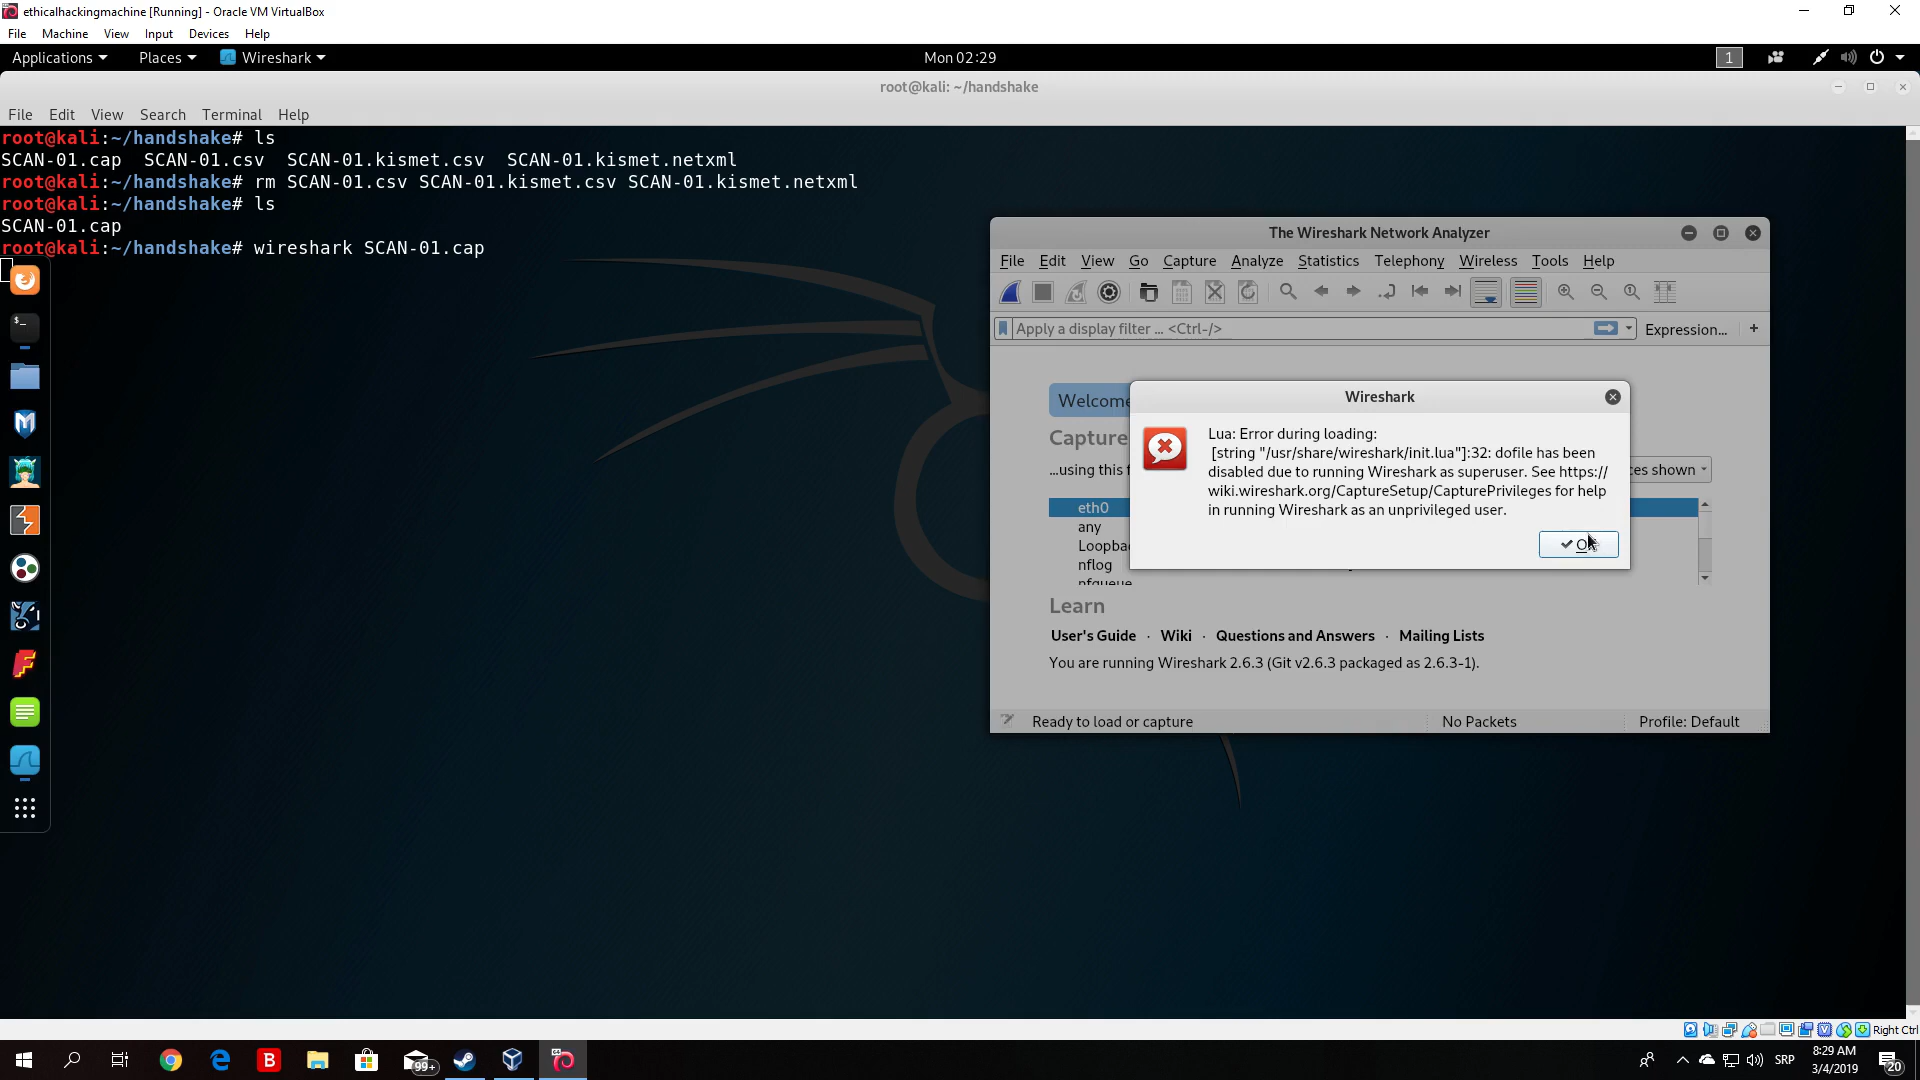 ethicalhackingmachine [Running] - Oracle VM VirtualBox
File Machine View Input Devices Help
Applications Places Wireshark Mon 02:29 1
root@kali: ~/handshake
File Edit View Search Terminal Help
root@kali:~/handshake# ls
SCAN-01.cap SCAN-01.csv SCAN-01.kismet.csv SCAN-01.kismet.netxml
root@kali:~/handshake# rm SCAN-01.csv SCAN-01.kismet.csv SCAN-01.kismet.netxml
root@kali:~/handshake# ls
SCAN-01.cap
root@kali:~/handshake# wireshark SCAN-01.cap
The Wireshark Network Analyzer
File Edit View Go Capture Analyze Statistics Telephony Wireless Tools Help
Apply a display filter ... <Ctrl-/> Expression... +
Welcome
Capture
...using this
eth0
any
nflog
nfqueue
Wireshark
Lua: Error during loading:
[string "/usr/share/wireshark/init.lua"]:32: dofile has been
disabled due to running Wireshark as superuser. See https://
wiki.wireshark.org/CaptureSetup/CapturePrivileges for help
in running Wireshark as an unprivileged user.
shown
Learn
User's Guide · Wiki · Questions and Answers · Mailing Lists
You are running Wireshark 2.6.3 (Git v2.6.3 packaged as 2.6.3-1).
Ready to load or capture No Packets Profile: Default
Right Ctrl
99+
SRP
8:29 AM
3/4/2019
20